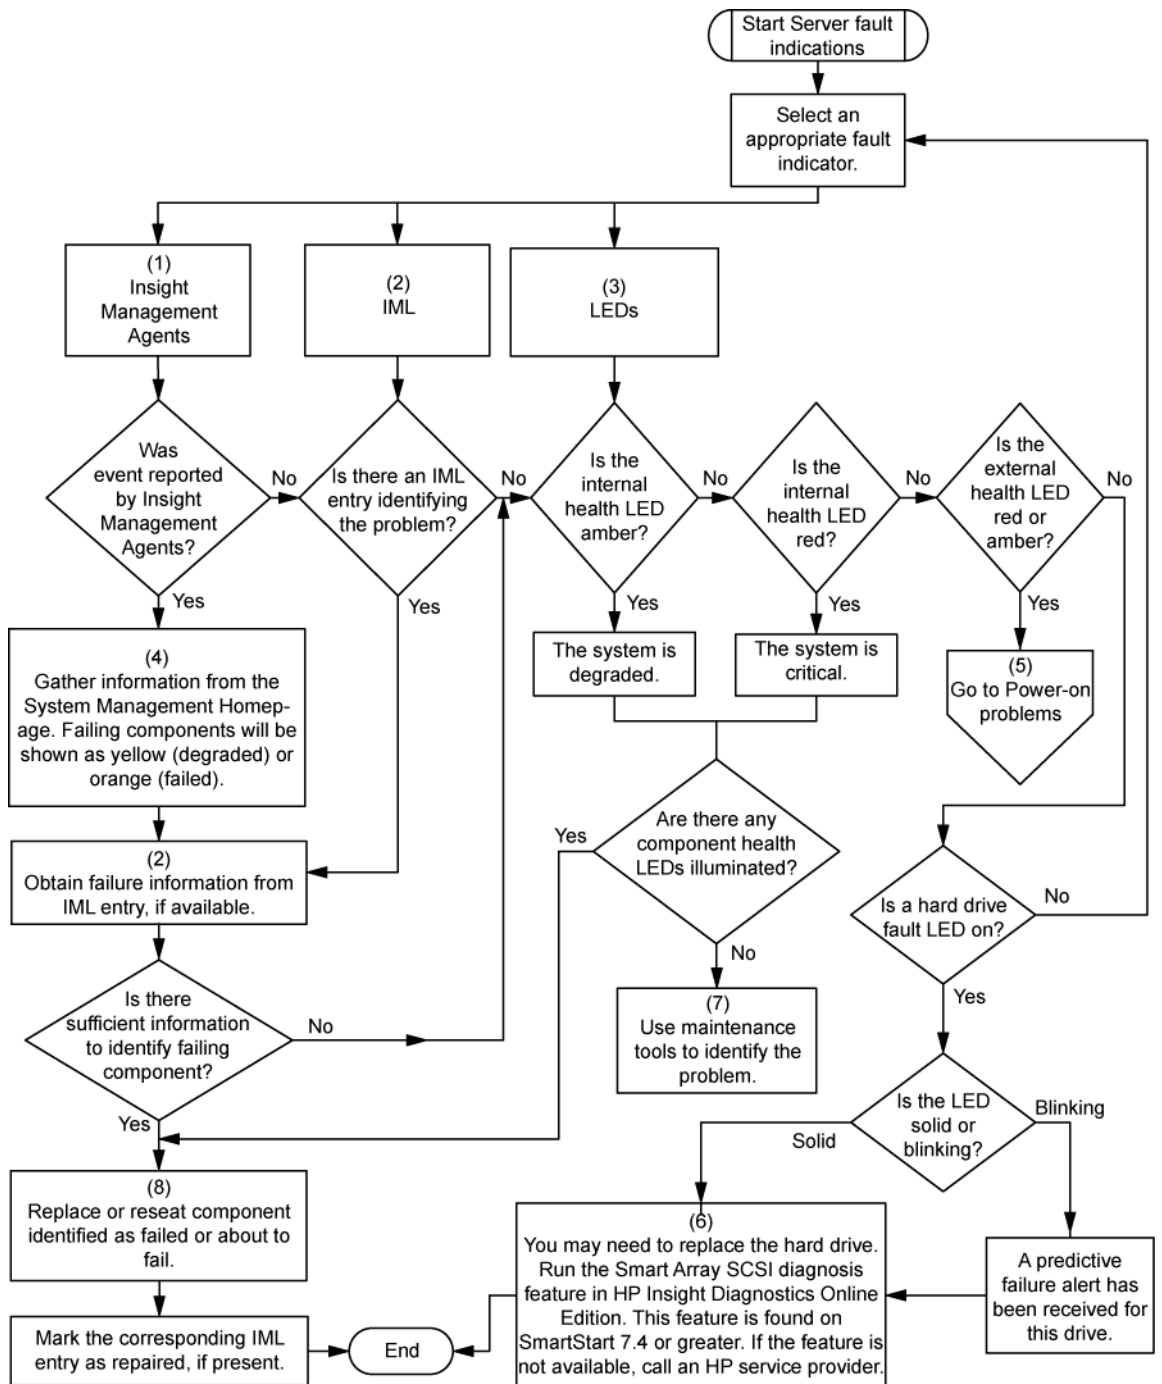 Start Server fault
indications
Select an
appropriate fault
indicator.
(1)
Insight
Management
Agents
(2)
IML
(3)
LEDs
Was
event reported
by Insight
Management
Agents?
No
Yes
Is there an IML
entry identifying
the problem?
No
Yes
Is the
internal
health LED
amber?
No
Yes
Is the
internal
health LED
red?
No
Yes
Is the
external
health LED
red or
amber?
No
Yes
(4)
Gather information from the
System Management Homep-
age. Failing components will be
shown as yellow (degraded) or
orange (failed).
The system is
degraded.
The system is
critical.
(5)
Go to Power-on
problems
(2)
Obtain failure information from
IML entry, if available.
Are there any
component health
LEDs illuminated?
Yes
No
Is a hard drive
fault LED on?
No
Yes
Is there
sufficient information
to identify failing
component?
No
Yes
(7)
Use maintenance
tools to identify the
problem.
Is the LED
solid or
blinking?
Solid
Blinking
(8)
Replace or reseat component
identified as failed or about to
fail.
(6)
You may need to replace the hard drive.
Run the Smart Array SCSI diagnosis
feature in HP Insight Diagnostics Online
Edition. This feature is found on
SmartStart 7.4 or greater. If the feature is
not available, call an HP service provider.
A predictive
failure alert has
been received for
this drive.
Mark the corresponding IML
entry as repaired, if present.
End